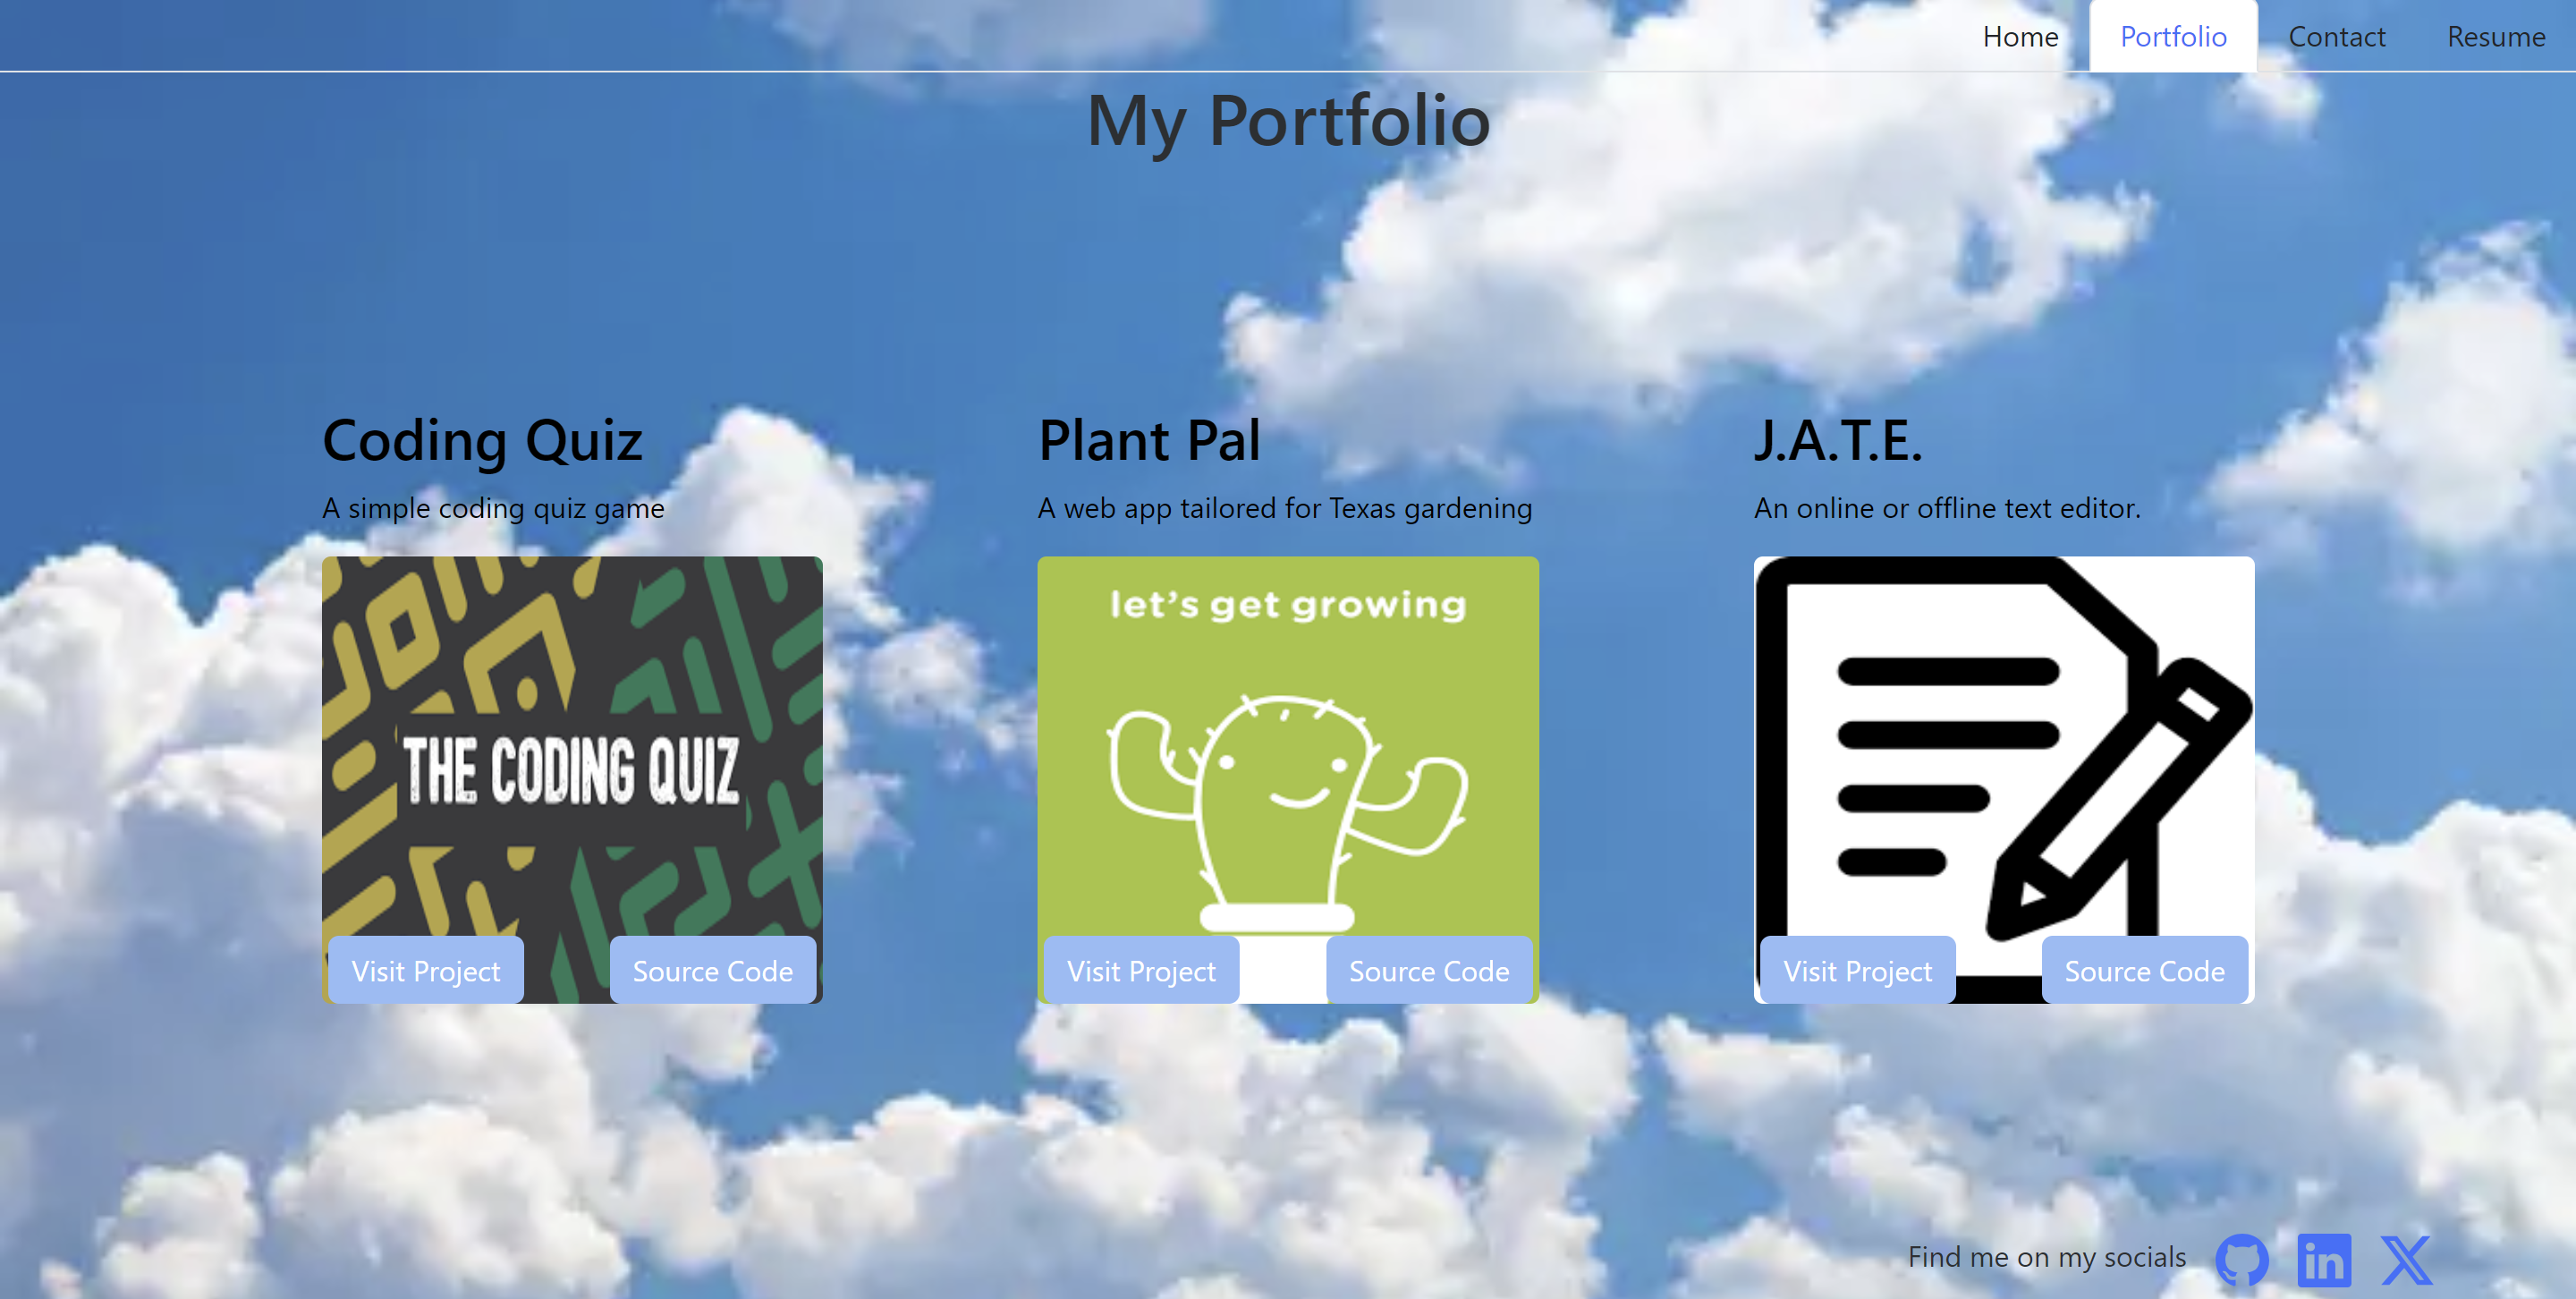 Home Portfolio Contact Resume
My Portfolio
Coding Quiz
A simple coding quiz game
THE CODING QUIZ
Visit Project Source Code
Plant Pal
A web app tailored for Texas gardening
let's get growing
Visit Project Source Code
J.A.T.E.
An online or offline text editor.
Visit Project Source Code
Find me on my socials
in
X